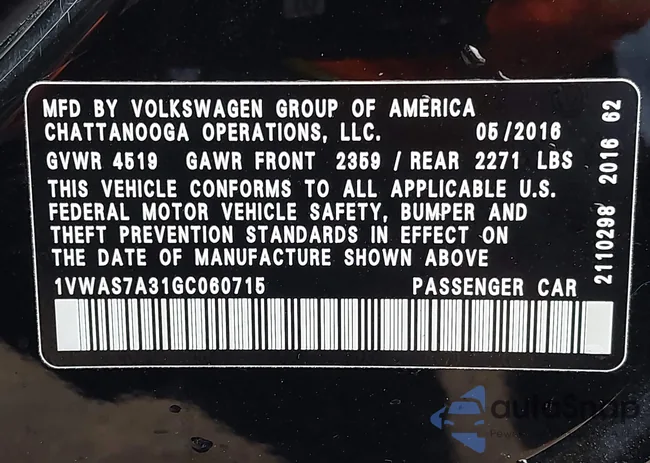 MFD BY VOLKSWAGEN GROUP OF AMERICA
CHATTANOOGA OPERATIONS, LLC. 05/2016
GVWR 4519 GAWR FRONT 2359 / REAR 2271 LBS
THIS VEHICLE CONFORMS TO ALL APPLICABLE U.S.
FEDERAL MOTOR VEHICLE SAFETY, BUMPER AND
THEFT PREVENTION STANDARDS IN EFFECT ON
THE DATE OF MANUFACTURE SHOWN ABOVE
1VWAS7A31GC060715 PASSENGER CAR
2110298 2016 62
autoSnap